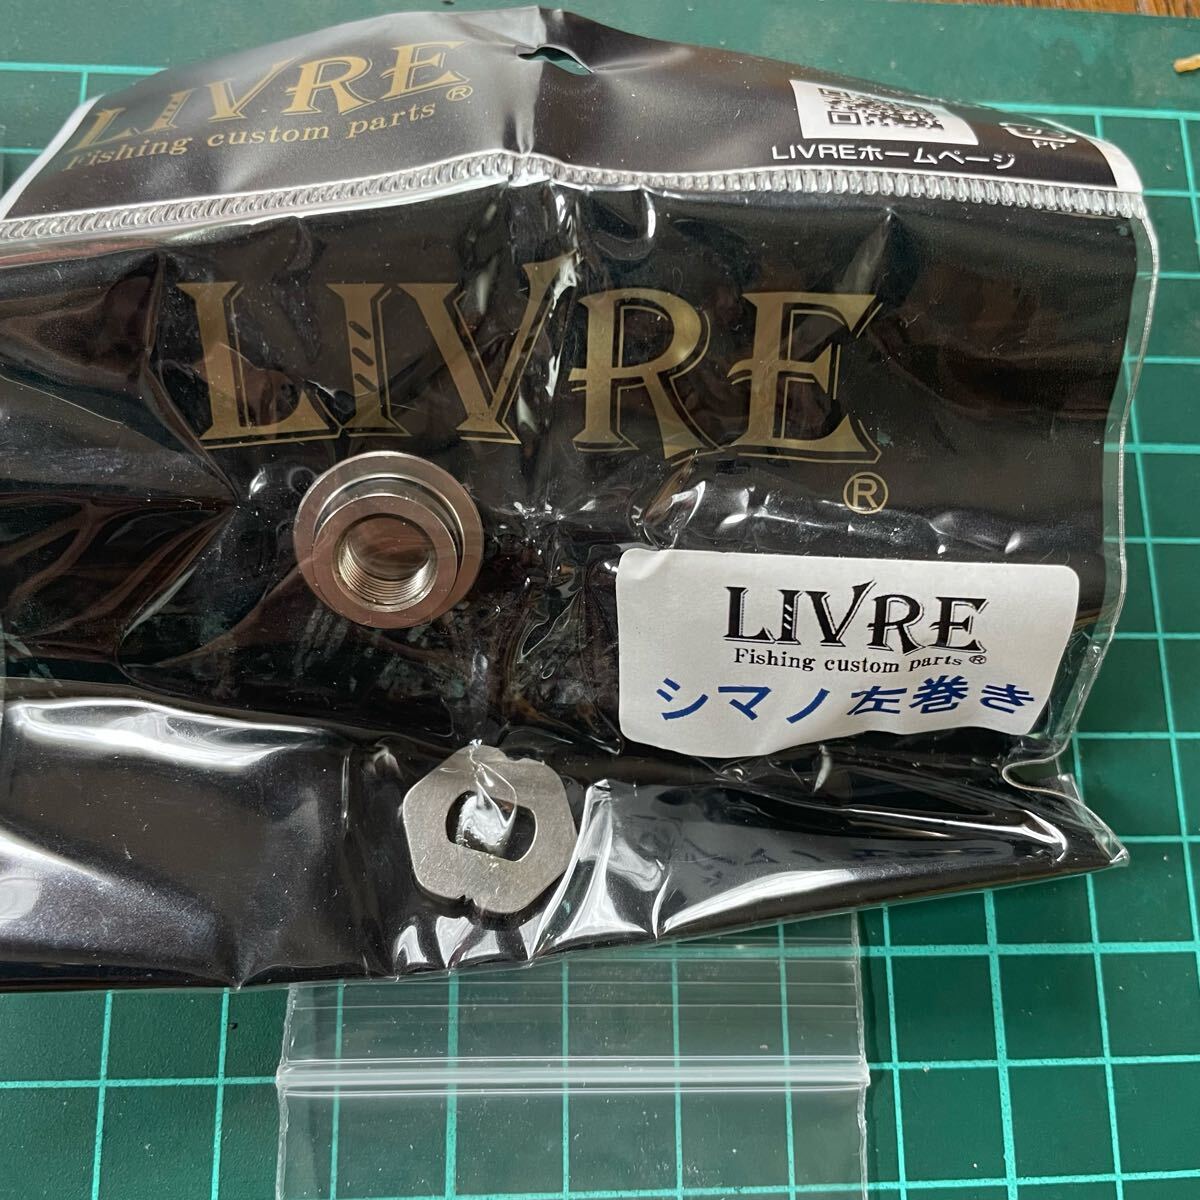 LIVRE®
Fishing custom parts
LIVREホームページ
PP
LIVRE
®
LIVRE
Fishing custom parts®
シマノ左巻き